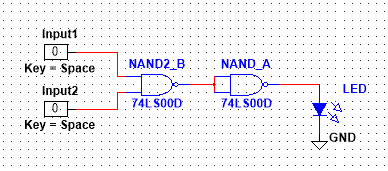 Input1
0
Key = Space
Input2
0
Key = Space
NAND2_B
74LS00D
NAND_A
74LS00D
LED
GND